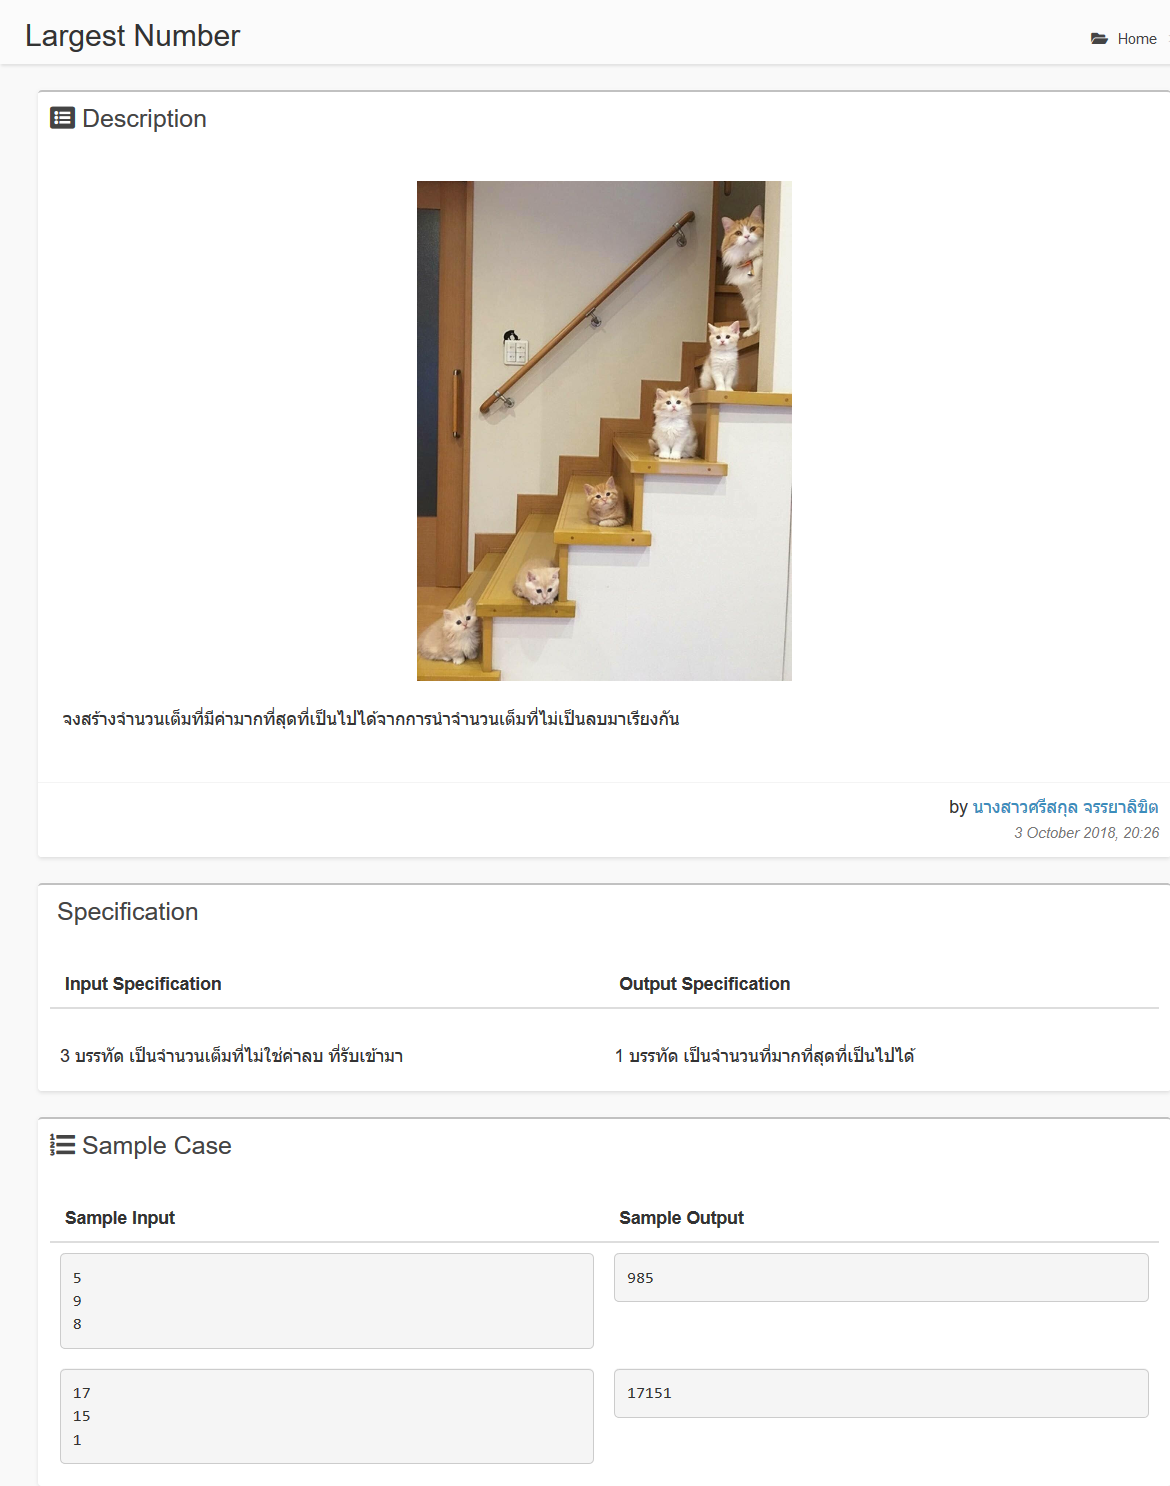 Largest Number
Home
Description
จงสร้างจำนวนเต็มที่มีค่ามากที่สุดที่เป็นไปได้จากการนำจำนวนเต็มที่ไม่เป็นลบมาเรียงกัน
by นางสาวศรีสกุล จรรยาลิขิต
3 October 2018, 20:26
Specification
Input Specification
Output Specification
3 บรรทัด เป็นจำนวนเต็มที่ไม่ใช่ค่าลบ ที่รับเข้ามา
1 บรรทัด เป็นจำนวนที่มากที่สุดที่เป็นไปได้
Sample Case
Sample Input
Sample Output
5
9
8
985
17
15
1
17151